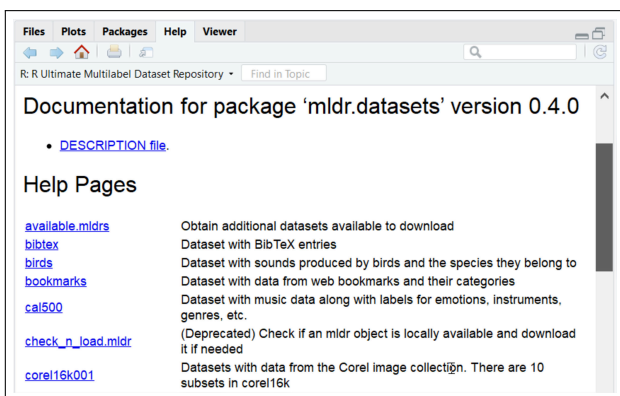 Files Plots Packages Help Viewer
R: R Ultimate Multilabel Dataset Repository Find in Topic
Documentation for package ‘mldr.datasets’ version 0.4.0
• DESCRIPTION file.
Help Pages
available.mldrs Obtain additional datasets available to download
bibtex Dataset with BibTeX entries
birds Dataset with sounds produced by birds and the species they belong to
bookmarks Dataset with data from web bookmarks and their categories
cal500 Dataset with music data along with labels for emotions, instruments,
genres, etc.
check_n_load.mldr (Deprecated) Check if an mldr object is locally available and download
it if needed
corel16k001 Datasets with data from the Corel image collection. There are 10
subsets in corel16k